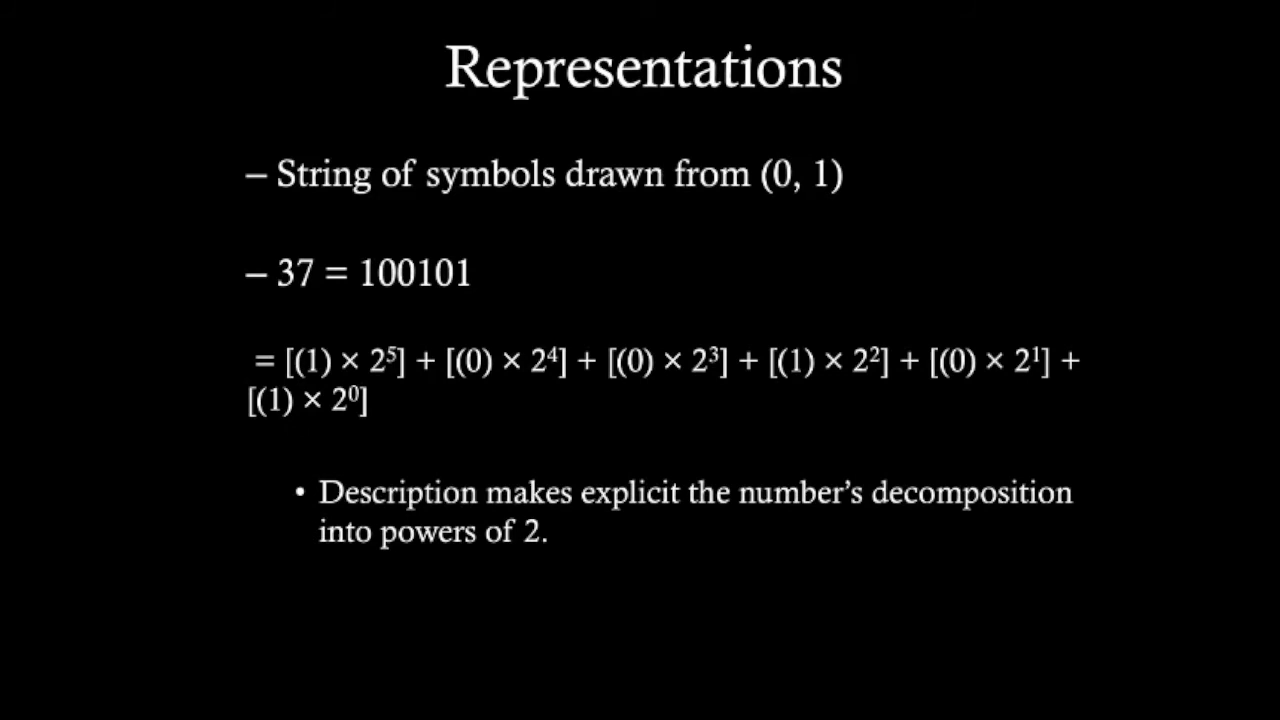 Representations
– String of symbols drawn from (0, 1)
– 37 = 100101
= [(1) × 2⁵] + [(0) × 2⁴] + [(0) × 2³] + [(1) × 2²] + [(0) × 2¹] +
[(1) × 2⁰]
• Description makes explicit the number’s decomposition
into powers of 2.